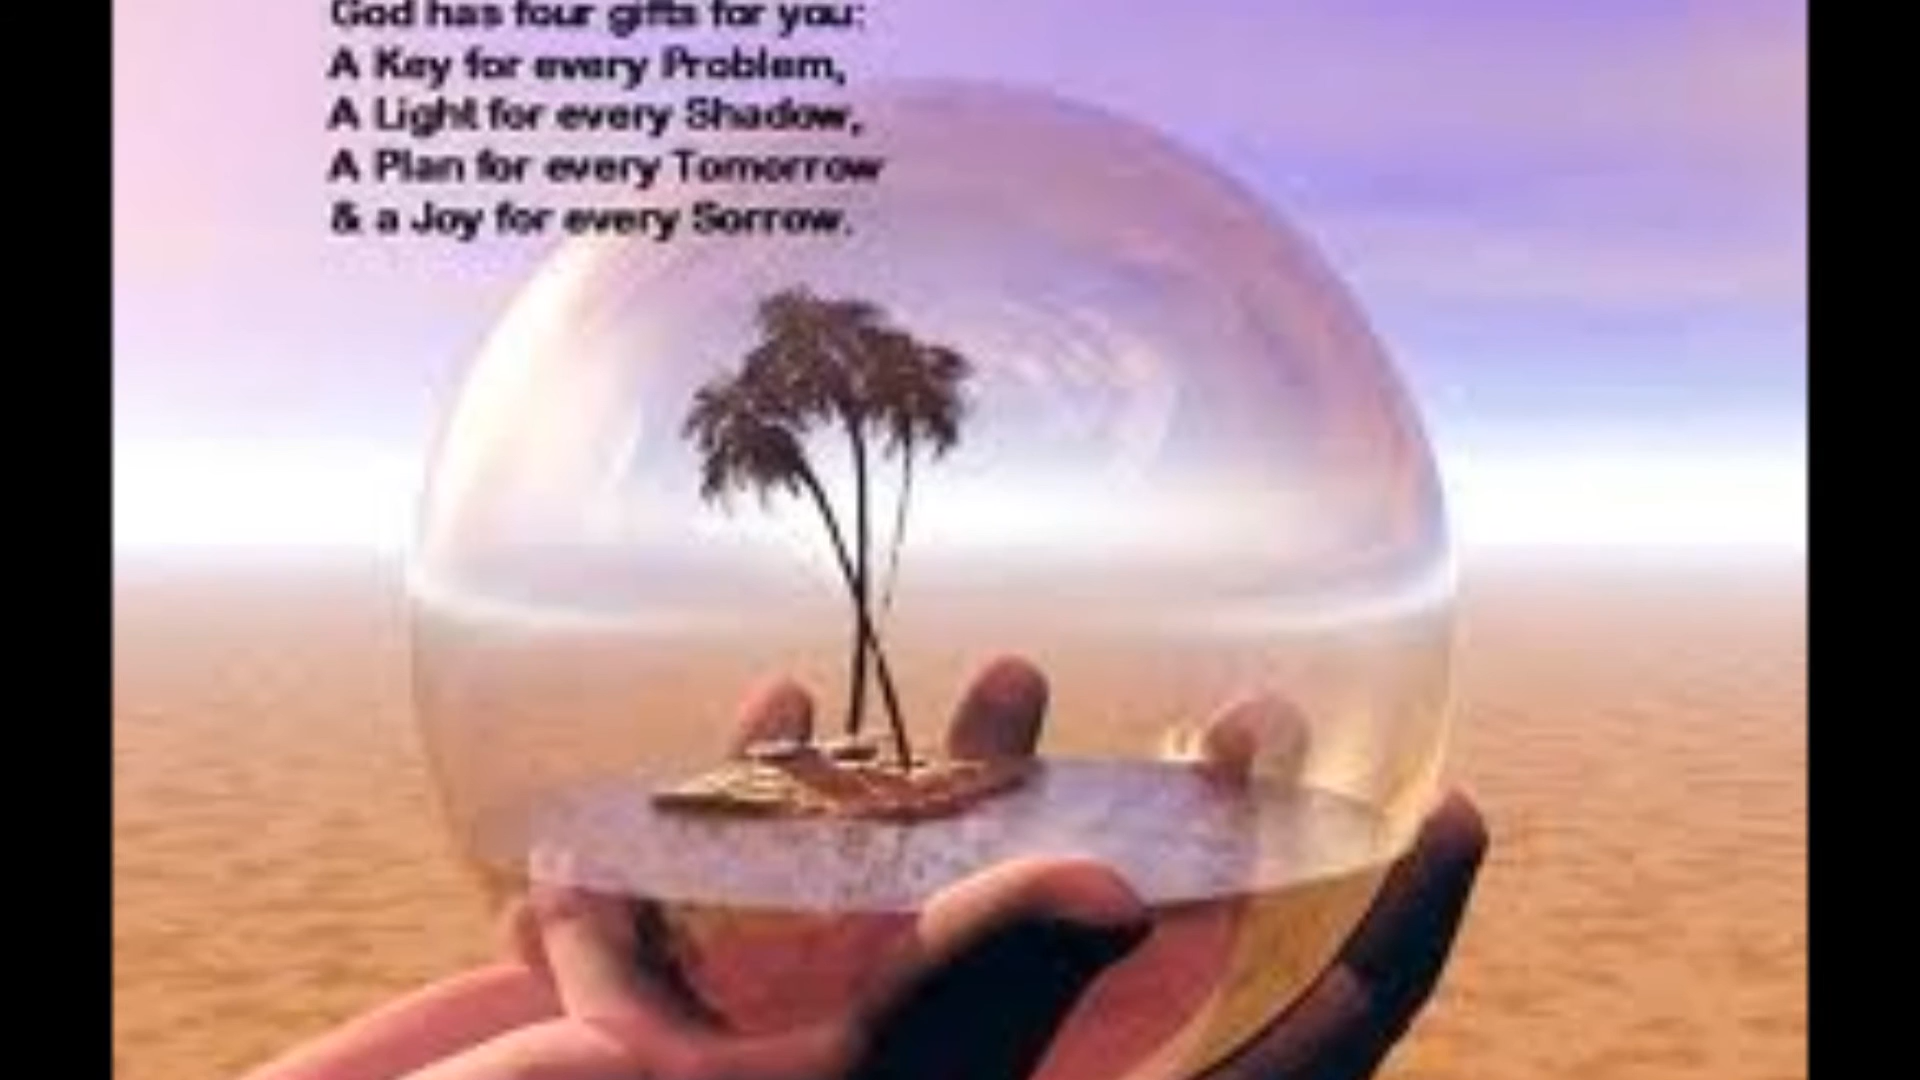 God has four gifts for you:
A Key for every Problem,
A Light for every Shadow,
A Plan for every Tomorrow
& a Joy for every Sorrow.